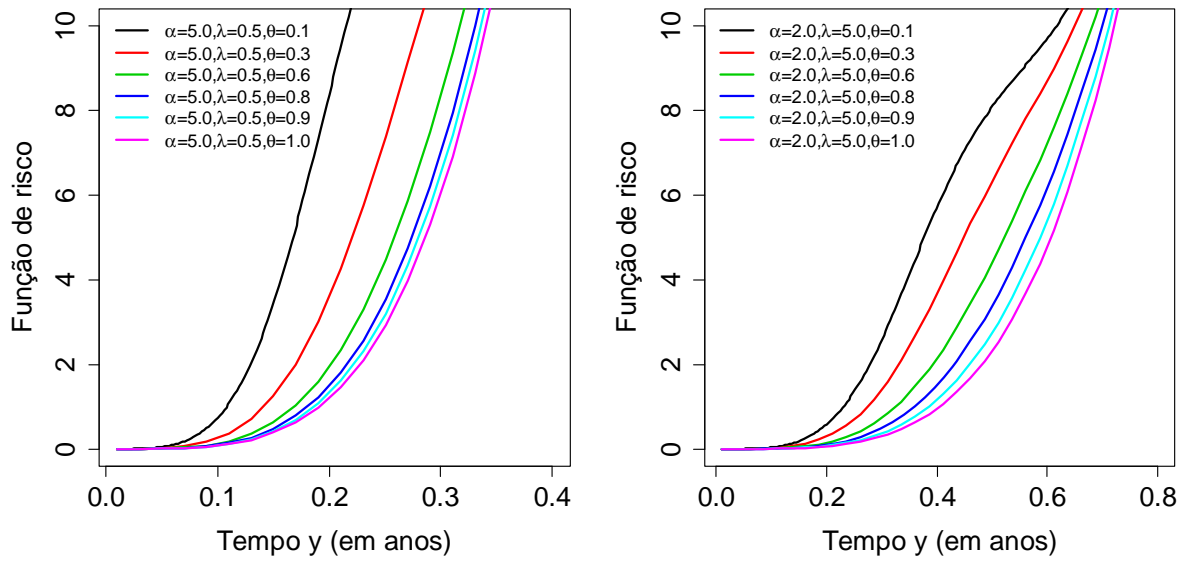 α=5.0,λ=0.5,θ=0.1
α=5.0,λ=0.5,θ=0.3
α=5.0,λ=0.5,θ=0.6
α=5.0,λ=0.5,θ=0.8
α=5.0,λ=0.5,θ=0.9
α=5.0,λ=0.5,θ=1.0
Função de risco
10
8
6
4
2
0
0.0 0.1 0.2 0.3 0.4
Tempo y (em anos)
α=2.0,λ=5.0,θ=0.1
α=2.0,λ=5.0,θ=0.3
α=2.0,λ=5.0,θ=0.6
α=2.0,λ=5.0,θ=0.8
α=2.0,λ=5.0,θ=0.9
α=2.0,λ=5.0,θ=1.0
Função de risco
10
8
6
4
2
0
0.0 0.2 0.4 0.6 0.8
Tempo y (em anos)